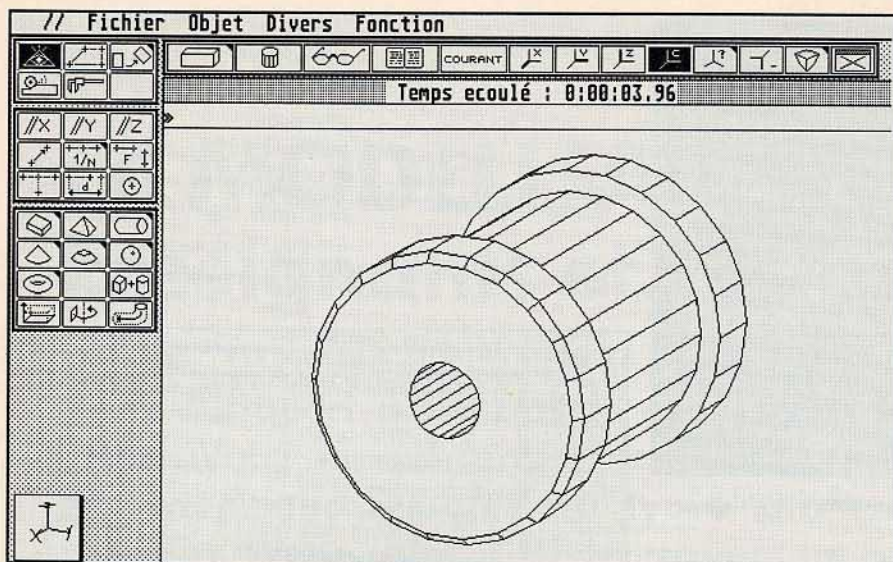 // Fichier Objet Divers Fonction
COURANT X Y Z C ?
Temps ecoulé : 0:00:03.96
»
//X //Y //Z
1/N F
d
X Y